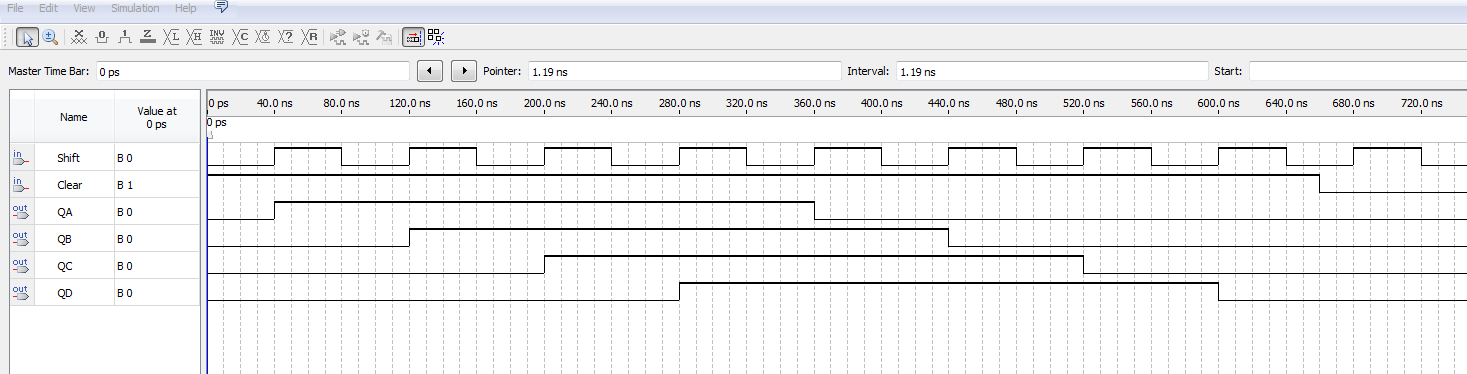 File Edit View Simulation Help
Master Time Bar: 0 ps Pointer: 1.19 ns Interval: 1.19 ns Start:
Name Value at 0 ps
0 ps 40.0 ns 80.0 ns 120.0 ns 160.0 ns 200.0 ns 240.0 ns 280.0 ns 320.0 ns 360.0 ns 400.0 ns 440.0 ns 480.0 ns 520.0 ns 560.0 ns 600.0 ns 640.0 ns 680.0 ns 720.0 ns
0 ps
in Shift B 0
in Clear B 1
out QA B 0
out QB B 0
out QC B 0
out QD B 0